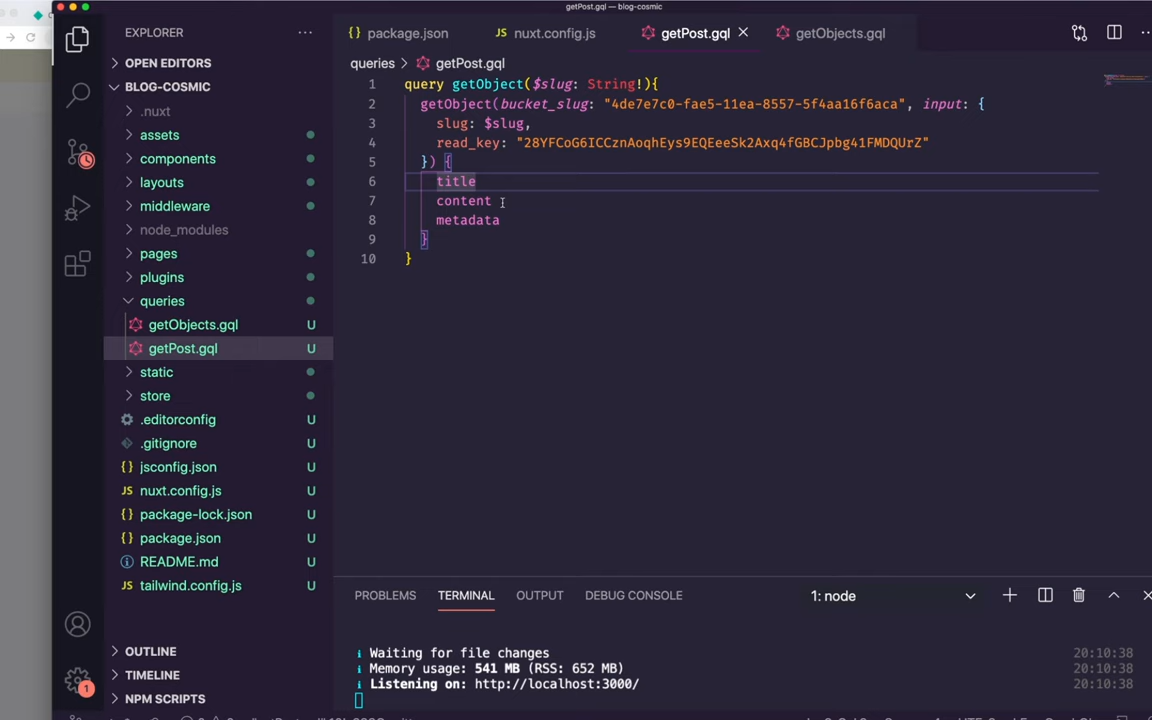 getPost.gql — blog-cosmic
EXPLORER
package.json
JS nuxt.config.js
getPost.gql
getObjects.gql
OPEN EDITORS
queries > getPost.gql
BLOG-COSMIC
1 query getObject($slug: String!){
2 getObject(bucket_slug: "4de7e7c0-fae5-11ea-8557-5f4aa16f6aca", input: {
3 slug: $slug,
4 read_key: "28YFCoG6ICCznAoqhEys9EQEeeSk2Axq4fGBCJpbg41FMDQUrZ"
5 }) {
6 title
7 content
8 metadata
9 }
10 }
.nuxt
assets
components
layouts
middleware
node_modules
pages
plugins
queries
getObjects.gql U
getPost.gql U
static
store
.editorconfig U
.gitignore U
{} jsconfig.json U
JS nuxt.config.js U
{} package-lock.json U
{} package.json U
README.md U
JS tailwind.config.js U
OUTLINE
TIMELINE
NPM SCRIPTS
1
PROBLEMS TERMINAL OUTPUT DEBUG CONSOLE 1: node
i Waiting for file changes 20:10:38
i Memory usage: 541 MB (RSS: 652 MB) 20:10:38
i Listening on: http://localhost:3000/ 20:10:38